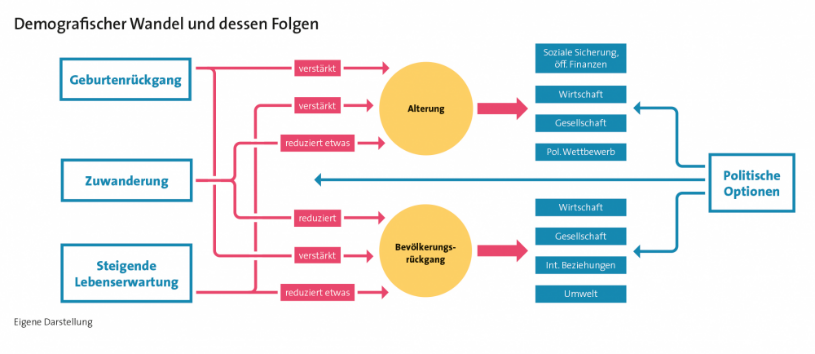 Demografischer Wandel und dessen Folgen
Geburtenrückgang
Zuwanderung
Steigende
Lebenserwartung
verstärkt
verstärkt
reduziert etwas
reduziert
verstärkt
reduziert etwas
Alterung
Bevölkerungs-
rückgang
Soziale Sicherung,
öff. Finanzen
Wirtschaft
Gesellschaft
Pol. Wettbewerb
Wirtschaft
Gesellschaft
Int. Beziehungen
Umwelt
Politische
Optionen
Eigene Darstellung